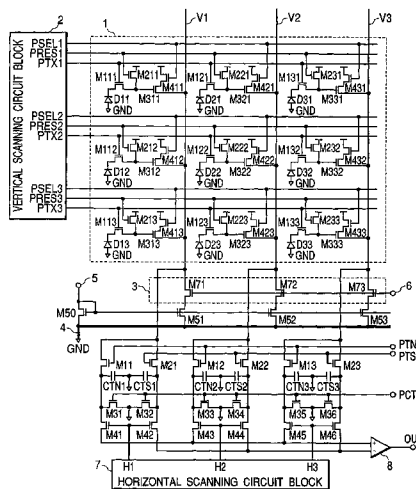 2
1
V1
V2
V3
VERTICAL SCANNING CIRCUIT BLOCK
PSEL1
PRES1
PTX1
M111 M211 M121 M221 M131 M231
M411 M421 M431
D11 M311 D21 M321 D31 M331
GND GND GND
PSEL2
PRES2
PTX2
M112 M212 M122 M222 M132 M232
M412 M422 M432
D12 M312 D22 M322 D32 M332
GND GND GND
PSEL3
PRES3
PTX3
M113 M213 M123 M223 M133 M233
M413 M423 M433
D13 M313 D23 M323 D33 M333
GND GND GND
5
3
M71 M72 M73
6
M50 M51 M52 M53
4
GND
PTN
PTS
M11 M21 M12 M22 M13 M23
CTN1 CTS1 CTN2 CTS2 CTN3 CTS3
PCT
M31 M32 M33 M34 M35 M36
M41 M42 M43 M44 M45 M46
OU
7
H1 H2 H3
8
HORIZONTAL SCANNING CIRCUIT BLOCK